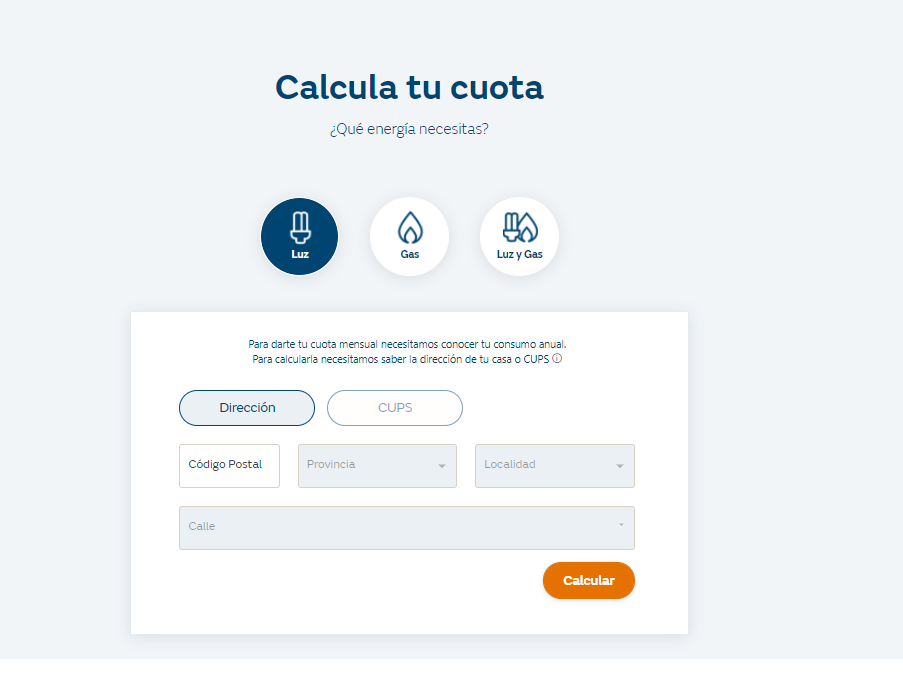 Calcula tu cuota
¿Qué energía necesitas?
Luz
Gas
Luz y Gas
Para darte tu cuota mensual necesitamos conocer tu consumo anual.
Para calcularla necesitamos saber la dirección de tu casa o CUPS
Dirección
CUPS
Código Postal
Provincia
Localidad
Calle
Calcular